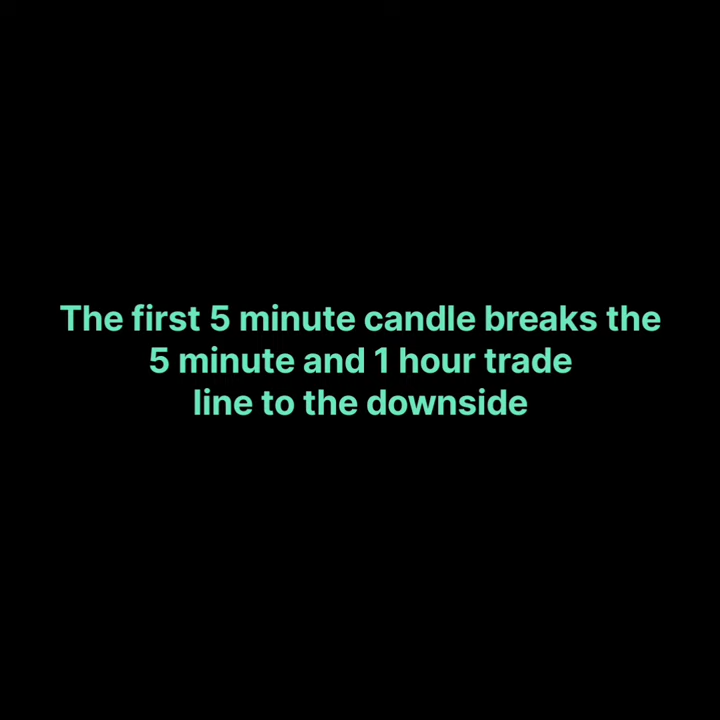 The first 5 minute candle breaks the
5 minute and 1 hour trade
line to the downside